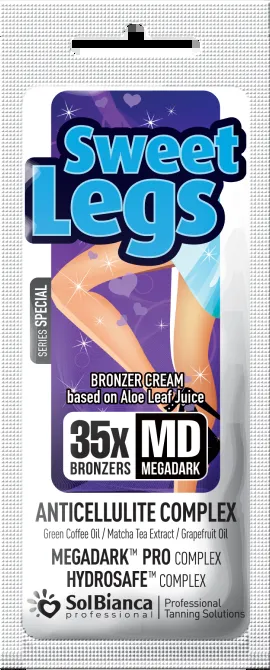 Sweet
Legs
SERIES SPECIAL
BRONZER CREAM
based on Aloe Leaf Juice
35x
BRONZERS
MD
MEGADARK
ANTICELLULITE COMPLEX
Green Coffee Oil / Matcha Tea Extract / Grapefruit Oil
MEGADARK™ PRO COMPLEX
HYDROSAFE™ COMPLEX
SolBianca
professional
Professional
Tanning Solutions